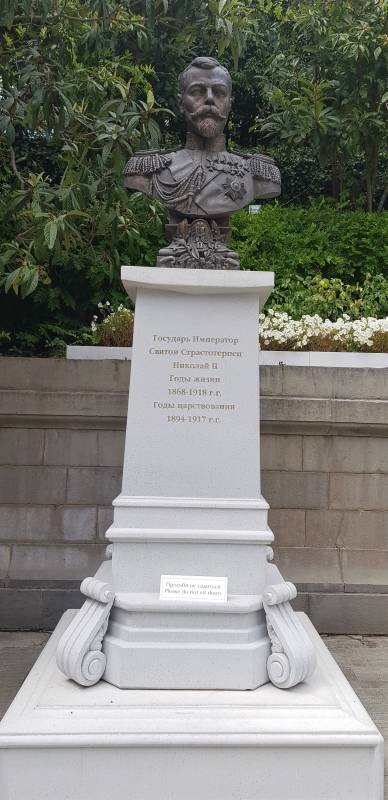 Государь Император
Святой Страстотерпец
Николай II
Годы жизни
1868-1918 г.г.
Годы царствования
1894-1917 г.г.
Просьба не садиться
Please do not sit down